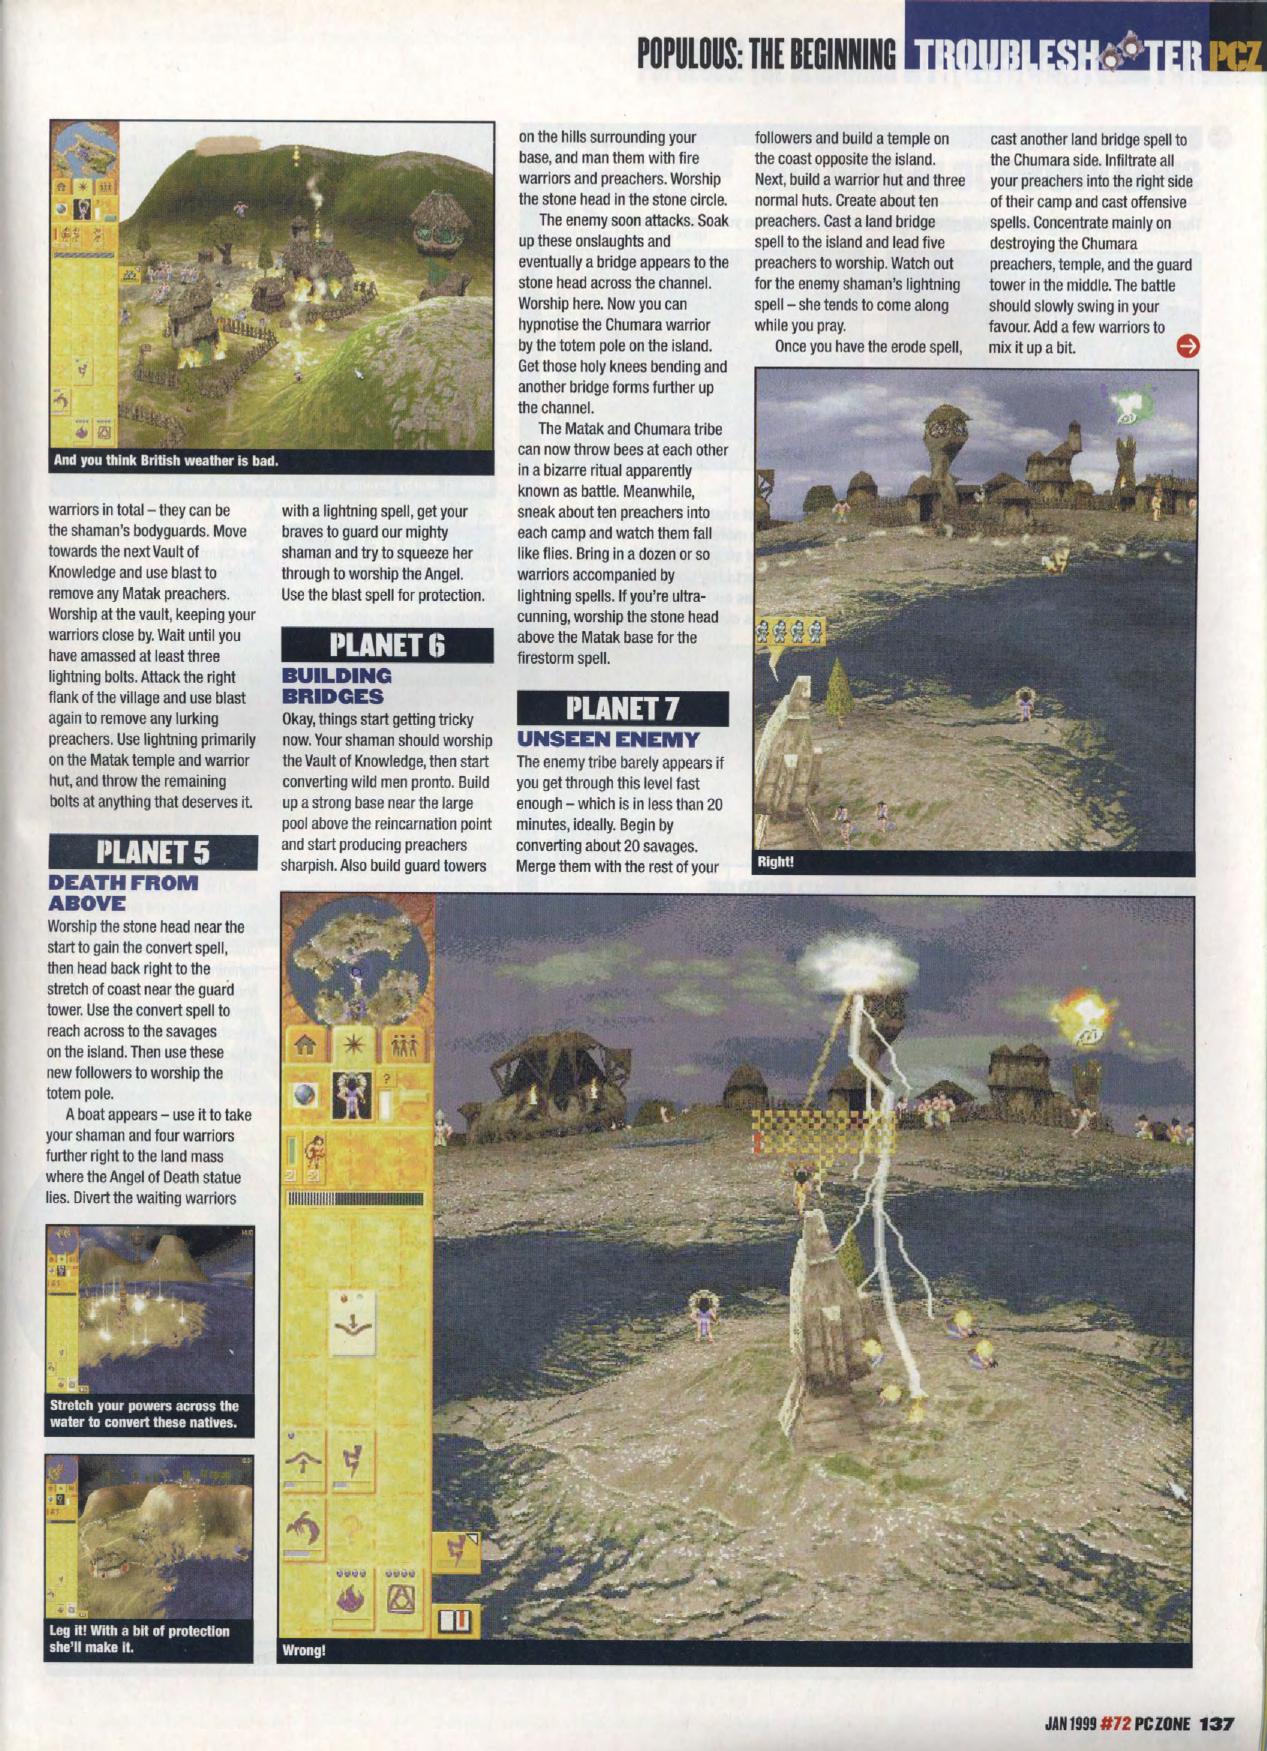 POPULOUS: THE BEGINNING TROUBLESHOOTER PCZ
And you think British weather is bad.
warriors in total – they can be
the shaman's bodyguards. Move
towards the next Vault of
Knowledge and use blast to
remove any Matak preachers.
Worship at the vault, keeping your
warriors close by. Wait until you
have amassed at least three
lightning bolts. Attack the right
flank of the village and use blast
again to remove any lurking
preachers. Use lightning primarily
on the Matak temple and warrior
hut, and throw the remaining
bolts at anything that deserves it.
PLANET 5
DEATH FROM
ABOVE
Worship the stone head near the
start to gain the convert spell,
then head back right to the
stretch of coast near the guard
tower. Use the convert spell to
reach across to the savages
on the island. Then use these
new followers to worship the
totem pole.
A boat appears – use it to take
your shaman and four warriors
further right to the land mass
where the Angel of Death statue
lies. Divert the waiting warriors
Stretch your powers across the
water to convert these natives.
Leg it! With a bit of protection
she'll make it.
with a lightning spell, get your
braves to guard our mighty
shaman and try to squeeze her
through to worship the Angel.
Use the blast spell for protection.
PLANET 6
BUILDING
BRIDGES
Okay, things start getting tricky
now. Your shaman should worship
the Vault of Knowledge, then start
converting wild men pronto. Build
up a strong base near the large
pool above the reincarnation point
and start producing preachers
sharpish. Also build guard towers
on the hills surrounding your
base, and man them with fire
warriors and preachers. Worship
the stone head in the stone circle.
The enemy soon attacks. Soak
up these onslaughts and
eventually a bridge appears to the
stone head across the channel.
Worship here. Now you can
hypnotise the Chumara warrior
by the totem pole on the island.
Get those holy knees bending and
another bridge forms further up
the channel.
The Matak and Chumara tribe
can now throw bees at each other
in a bizarre ritual apparently
known as battle. Meanwhile,
sneak about ten preachers into
each camp and watch them fall
like flies. Bring in a dozen or so
warriors accompanied by
lightning spells. If you're ultra-
cunning, worship the stone head
above the Matak base for the
firestorm spell.
PLANET 7
UNSEEN ENEMY
The enemy tribe barely appears if
you get through this level fast
enough – which is in less than 20
minutes, ideally. Begin by
converting about 20 savages.
Merge them with the rest of your
followers and build a temple on
the coast opposite the island.
Next, build a warrior hut and three
normal huts. Create about ten
preachers. Cast a land bridge
spell to the island and lead five
preachers to worship. Watch out
for the enemy shaman's lightning
spell – she tends to come along
while you pray.
Once you have the erode spell,
cast another land bridge spell to
the Chumara side. Infiltrate all
your preachers into the right side
of their camp and cast offensive
spells. Concentrate mainly on
destroying the Chumara
preachers, temple, and the guard
tower in the middle. The battle
should slowly swing in your
favour. Add a few warriors to
mix it up a bit.
Right!
Wrong!
JAN 1999 #72 PC ZONE 137